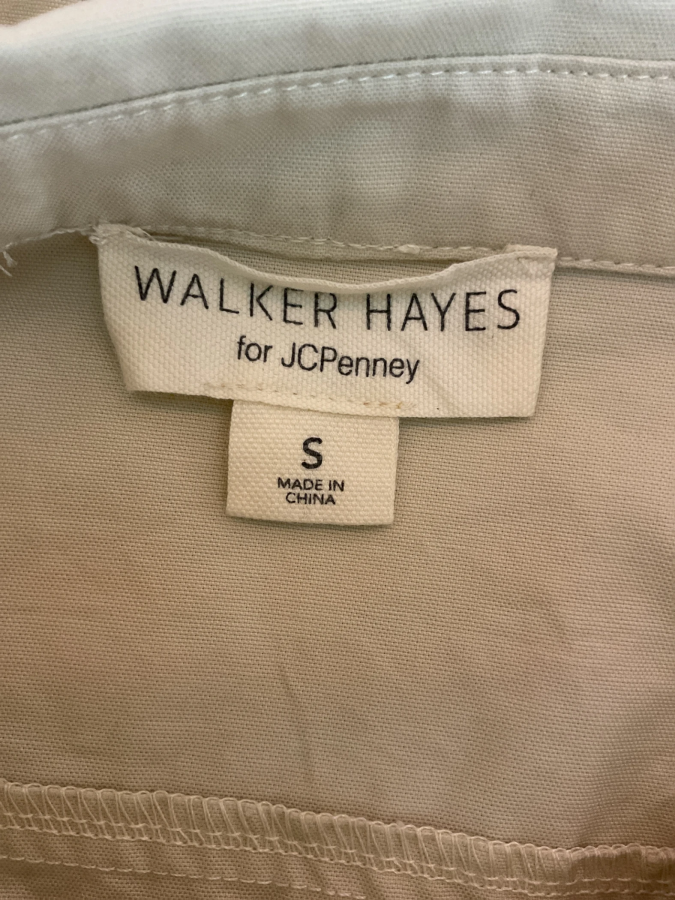 WALKER HAYES
for JCPenney
S
MADE IN
CHINA